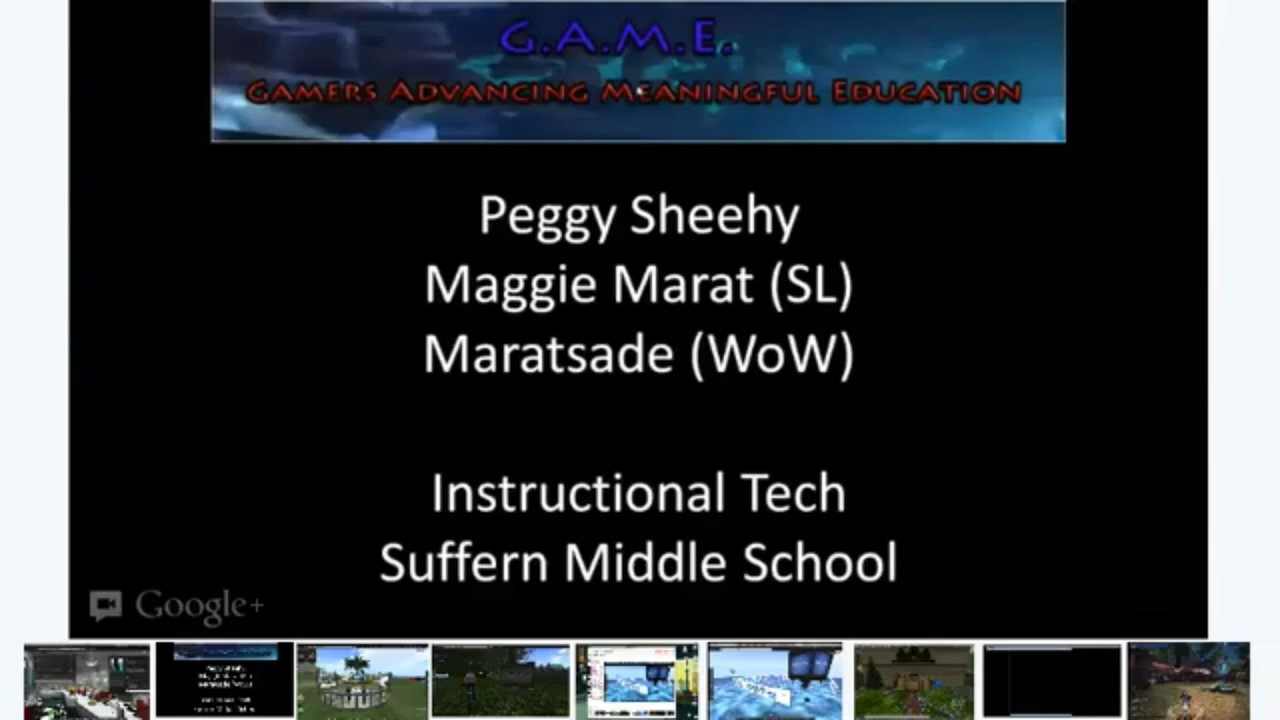 G.A.M.E.
Gamers Advancing Meaningful Education
Peggy Sheehy
Maggie Marat (SL)
Maratsade (WoW)
Instructional Tech
Suffern Middle School
Google+